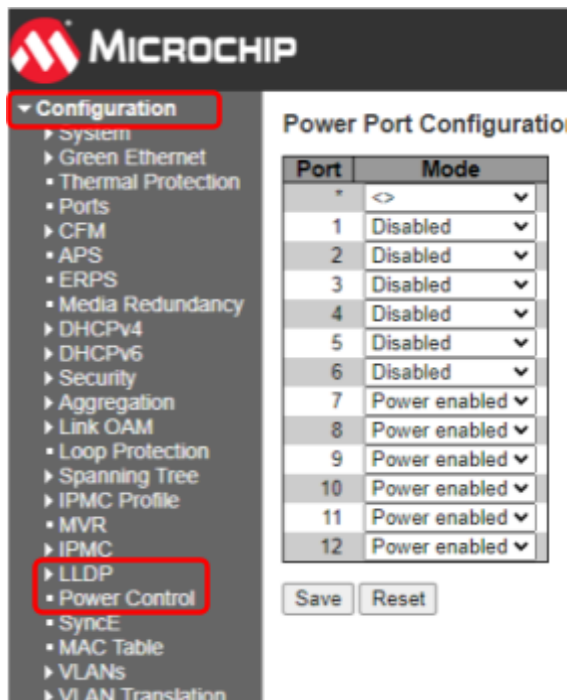 MICROCHIP
Configuration
System
Green Ethernet
Thermal Protection
Ports
CFM
APS
ERPS
Media Redundancy
DHCPv4
DHCPv6
Security
Aggregation
Link OAM
Loop Protection
Spanning Tree
IPMC Profile
MVR
IPMC
LLDP
Power Control
SyncE
MAC Table
VLANs
VLAN Translation
Power Port Configuratio
Port Mode
* <>
1 Disabled
2 Disabled
3 Disabled
4 Disabled
5 Disabled
6 Disabled
7 Power enabled
8 Power enabled
9 Power enabled
10 Power enabled
11 Power enabled
12 Power enabled
Save Reset